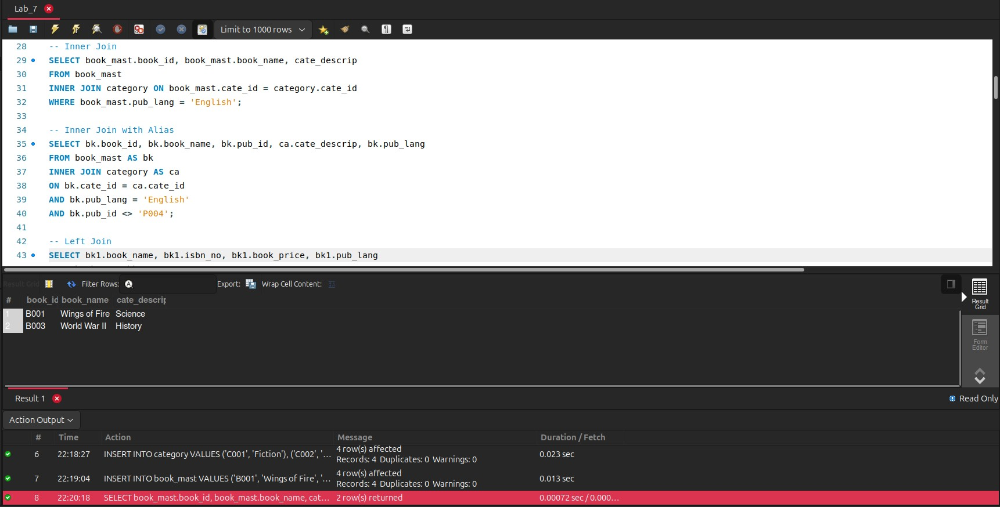 Lab_7
Limit to 1000 rows
28 -- Inner Join
29 SELECT book_mast.book_id, book_mast.book_name, cate_descrip
30 FROM book_mast
31 INNER JOIN category ON book_mast.cate_id = category.cate_id
32 WHERE book_mast.pub_lang = 'English';
33
34 -- Inner Join with Alias
35 SELECT bk.book_id, bk.book_name, bk.pub_id, ca.cate_descrip, bk.pub_lang
36 FROM book_mast AS bk
37 INNER JOIN category AS ca
38 ON bk.cate_id = ca.cate_id
39 AND bk.pub_lang = 'English'
40 AND bk.pub_id <> 'P004';
41
42 -- Left Join
43 SELECT bk1.book_name, bk1.isbn_no, bk1.book_price, bk1.pub_lang
Result Grid Filter Rows: Export: Wrap Cell Content:
# book_id book_name cate_descrip
1 B001 Wings of Fire Science
2 B003 World War II History
Result
Grid
Form
Editor
Result 1 Read Only
Action Output
# Time Action Message Duration / Fetch
6 22:18:27 INSERT INTO category VALUES ('C001', 'Fiction'), ('C002', '... 4 row(s) affected
Records: 4 Duplicates: 0 Warnings: 0 0.023 sec
7 22:19:04 INSERT INTO book_mast VALUES ('B001', 'Wings of Fire', '... 4 row(s) affected
Records: 4 Duplicates: 0 Warnings: 0 0.013 sec
8 22:20:18 SELECT book_mast.book_id, book_mast.book_name, cat... 2 row(s) returned 0.00072 sec / 0.000...